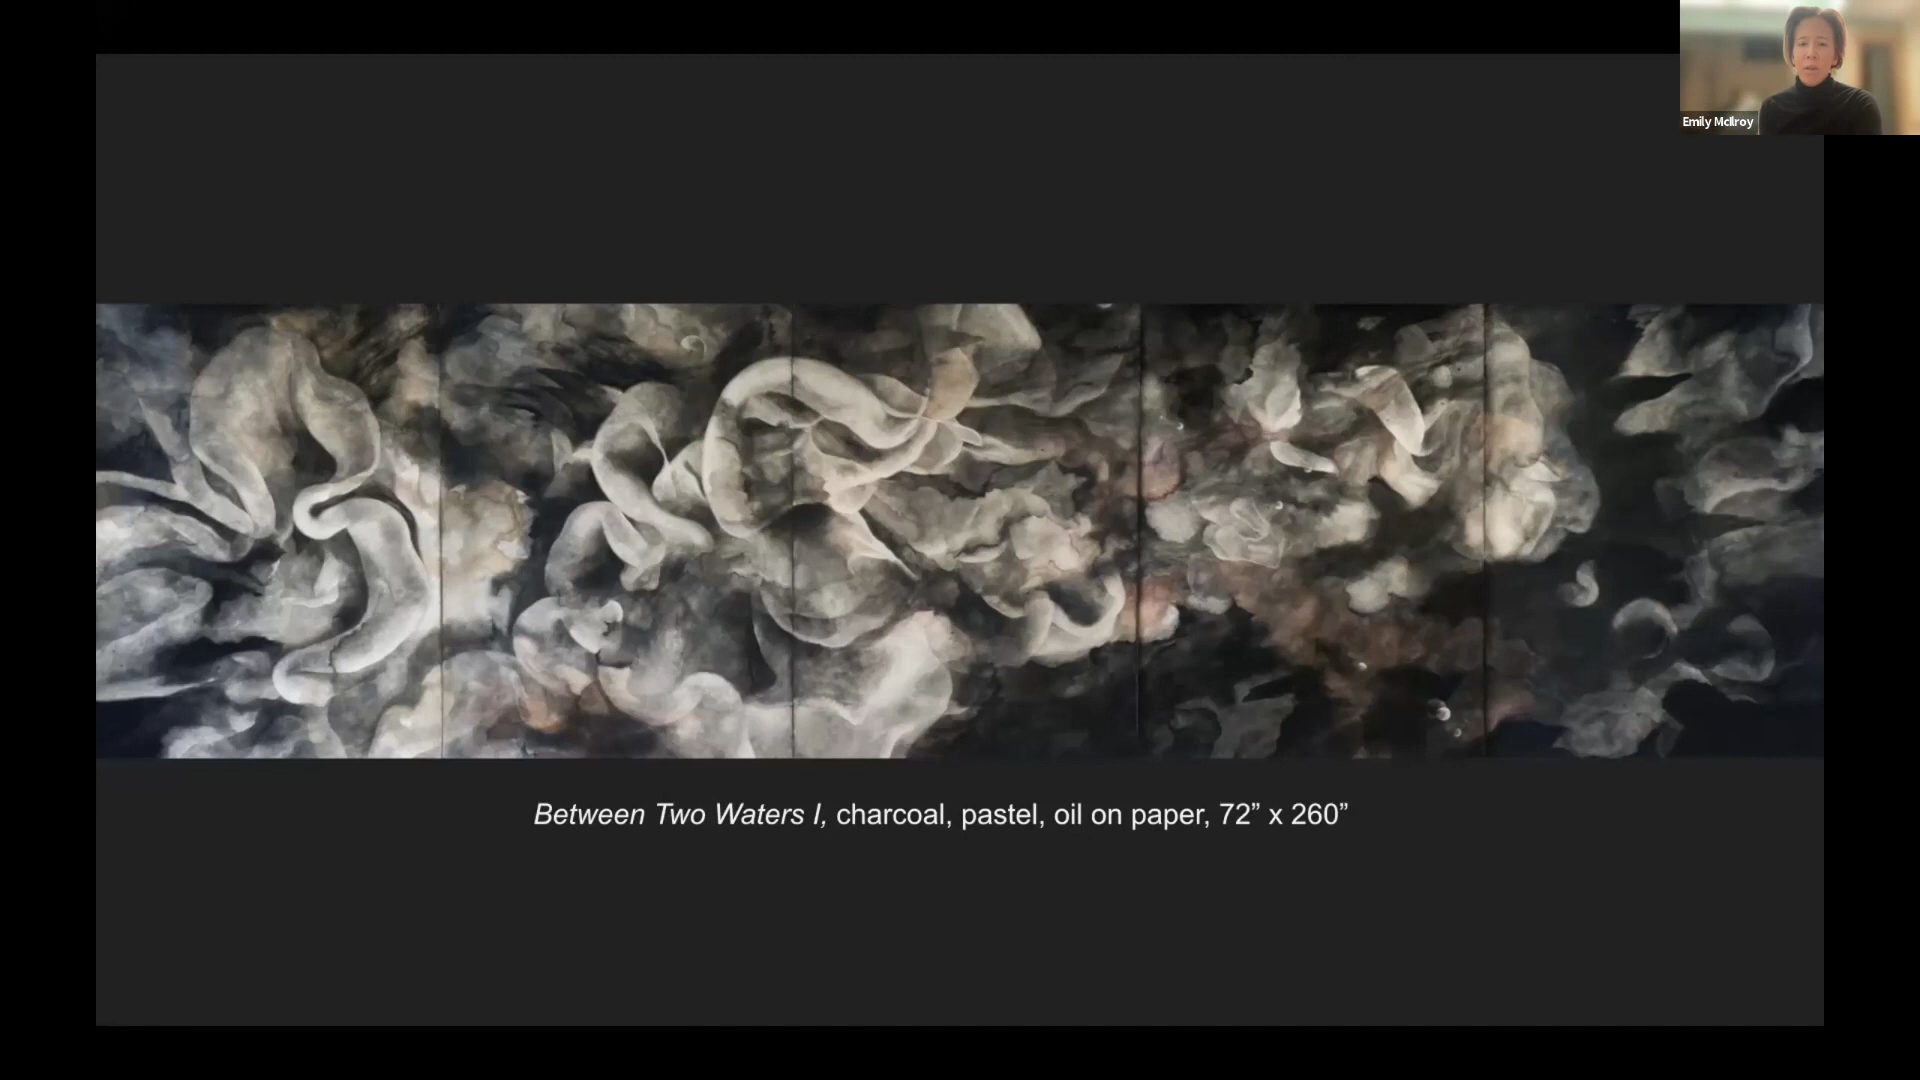 Emily McIlroy
Between Two Waters I, charcoal, pastel, oil on paper, 72” x 260”